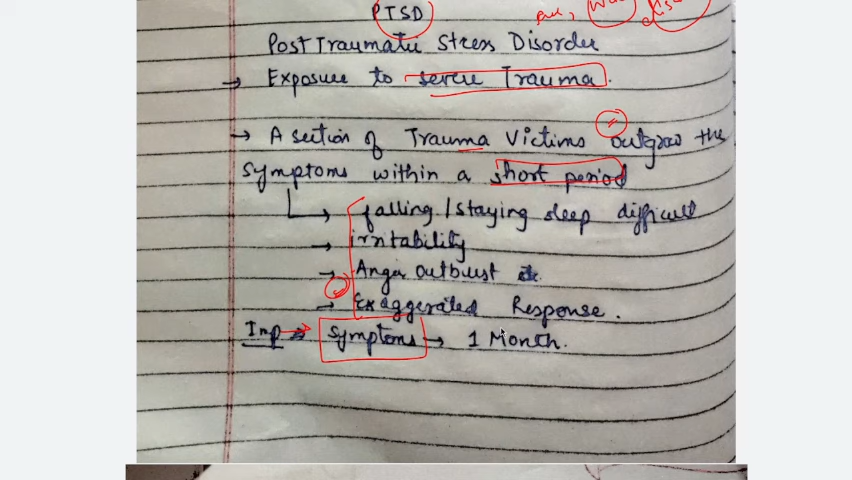 PTSD
Post Traumatic Stress Disorder
→ Exposure to severe Trauma.
→ A section of Trauma Victims outgrow the
symptoms within a short period
→ falling/staying sleep difficult
→ irritability
→ Anger outburst etc
→ Exaggerated Response.
Imp → Symptoms → 1 Month.